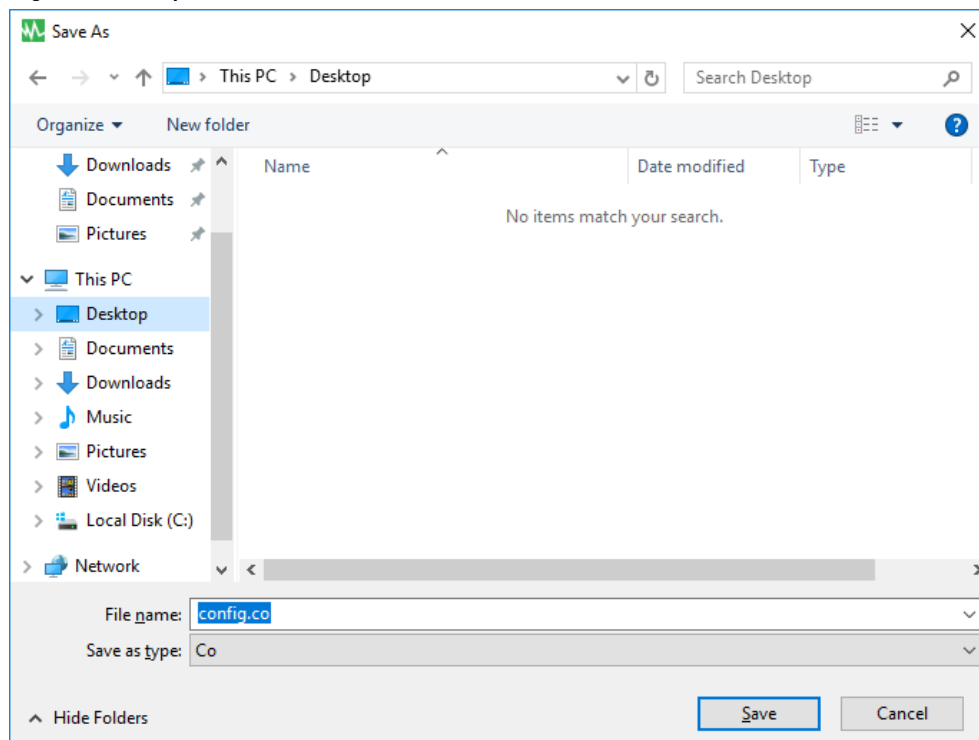 Save As
This PC > Desktop
Search Desktop
Organize
New folder
Name
Date modified
Type
No items match your search.
Downloads
Documents
Pictures
This PC
Desktop
Documents
Downloads
Music
Pictures
Videos
Local Disk (C:)
Network
File name: config.co
Save as type: Co
Hide Folders
Save
Cancel